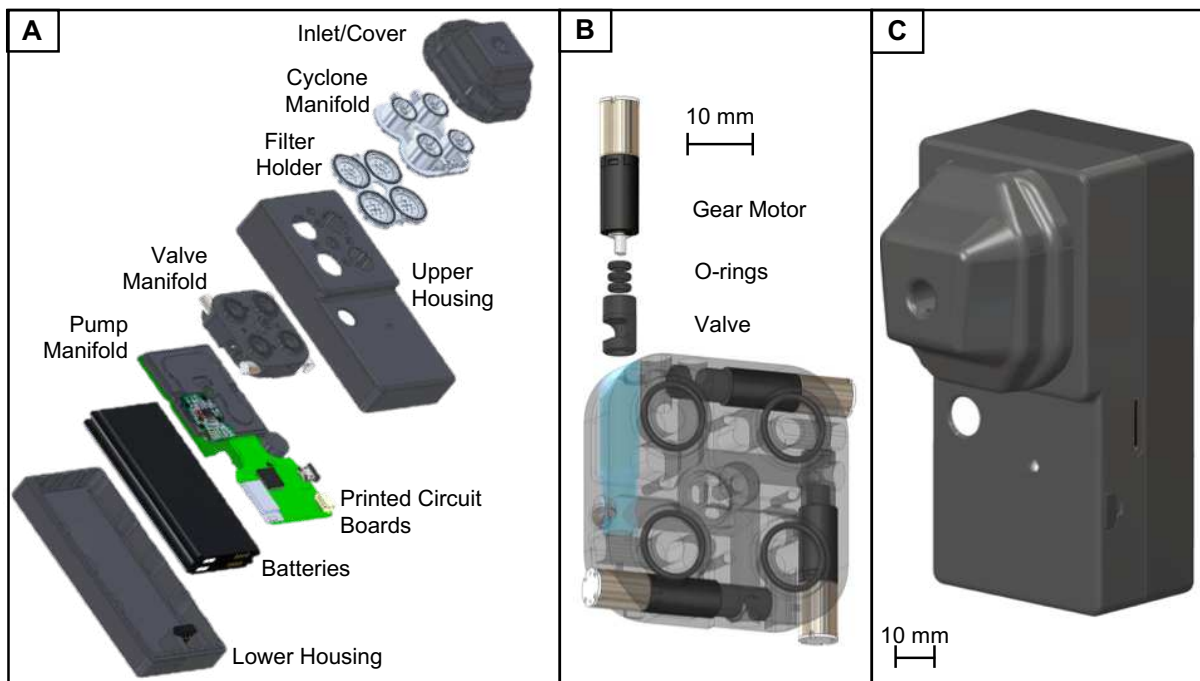 A
Inlet/Cover
Cyclone
Manifold
Filter
Holder
Upper
Housing
Valve
Manifold
Pump
Manifold
Printed Circuit
Boards
Batteries
Lower Housing
B
10 mm
Gear Motor
O-rings
Valve
C
10 mm